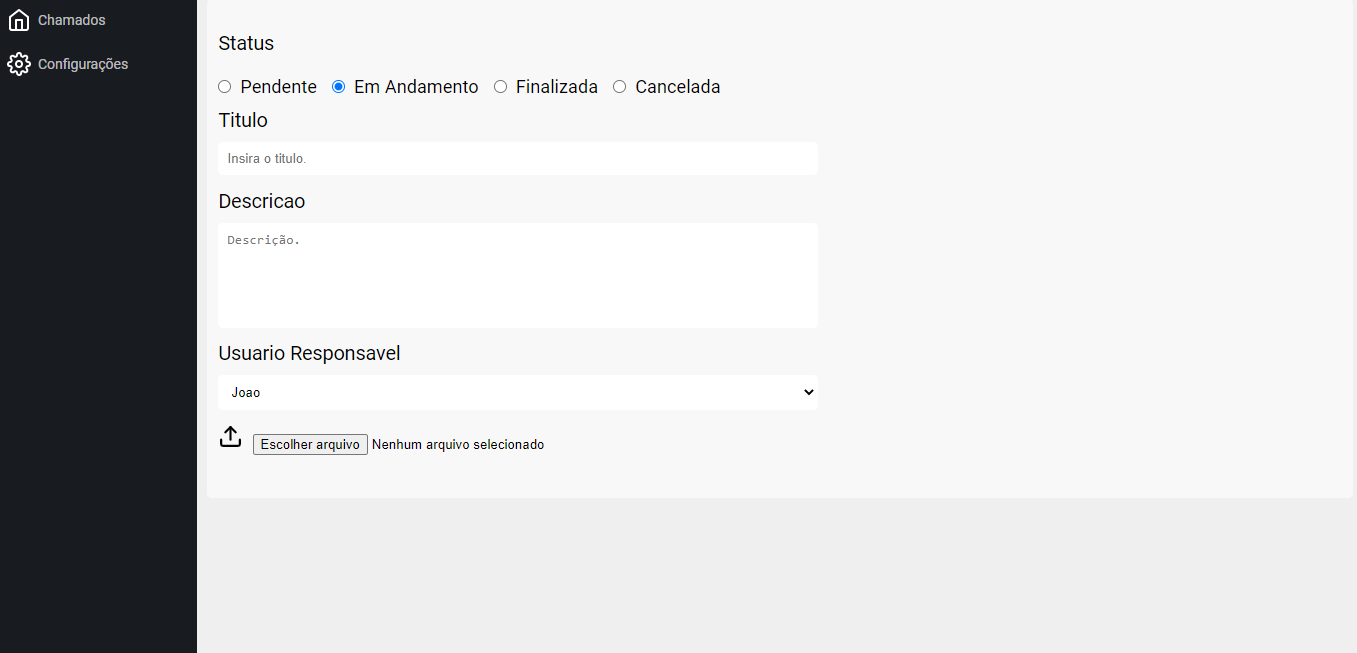 Chamados
Configurações
Status
Pendente Em Andamento Finalizada Cancelada
Titulo
Insira o titulo.
Descricao
Descrição.
Usuario Responsavel
Joao
Escolher arquivo Nenhum arquivo selecionado